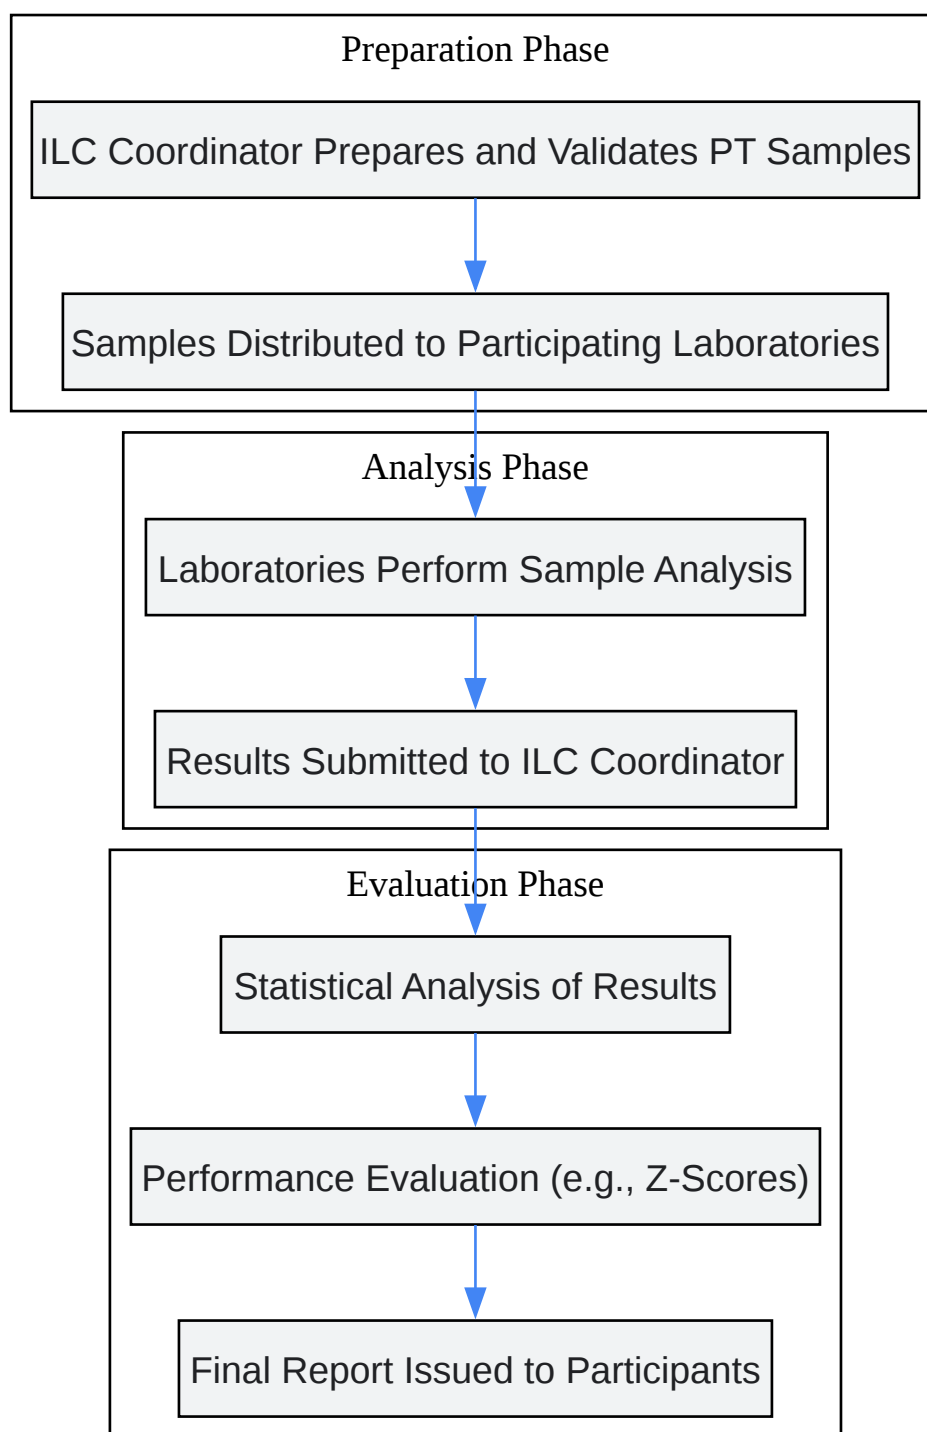 Preparation Phase
ILC Coordinator Prepares and Validates PT Samples
Samples Distributed to Participating Laboratories
Analysis Phase
Laboratories Perform Sample Analysis
Results Submitted to ILC Coordinator
Evaluation Phase
Statistical Analysis of Results
Performance Evaluation (e.g., Z-Scores)
Final Report Issued to Participants